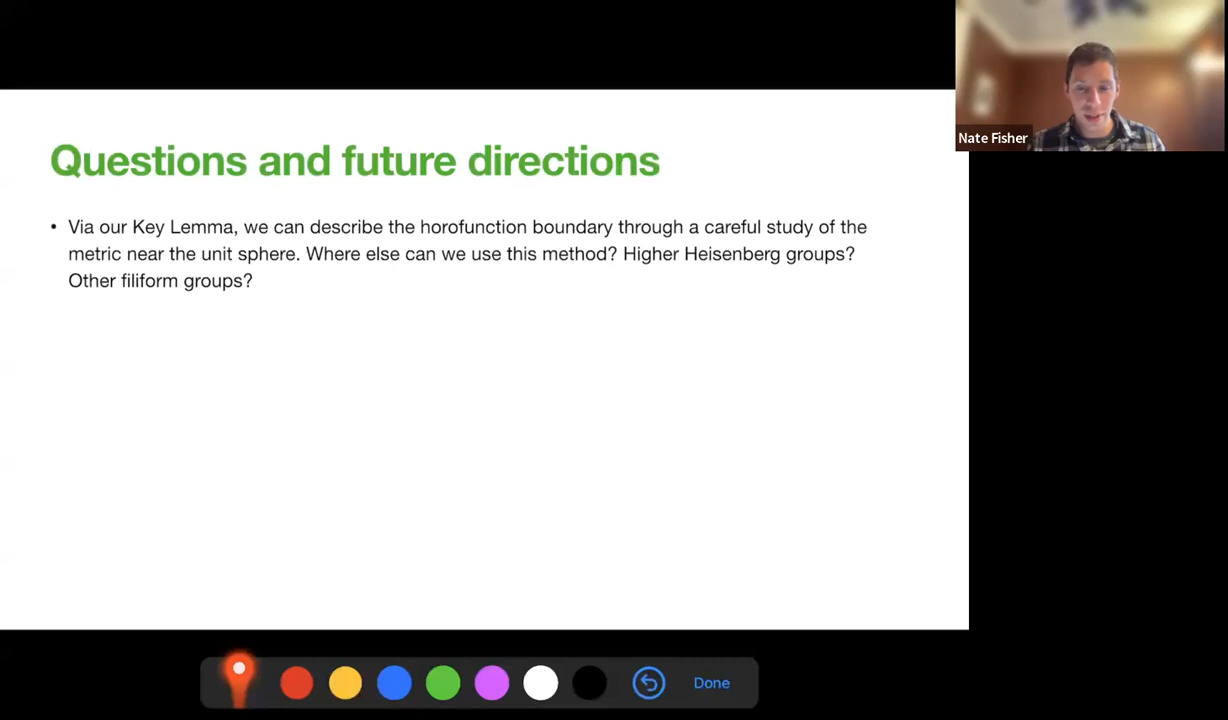 Questions and future directions
• Via our Key Lemma, we can describe the horofunction boundary through a careful study of the
metric near the unit sphere. Where else can we use this method? Higher Heisenberg groups?
Other filiform groups?
Nate Fisher
Done